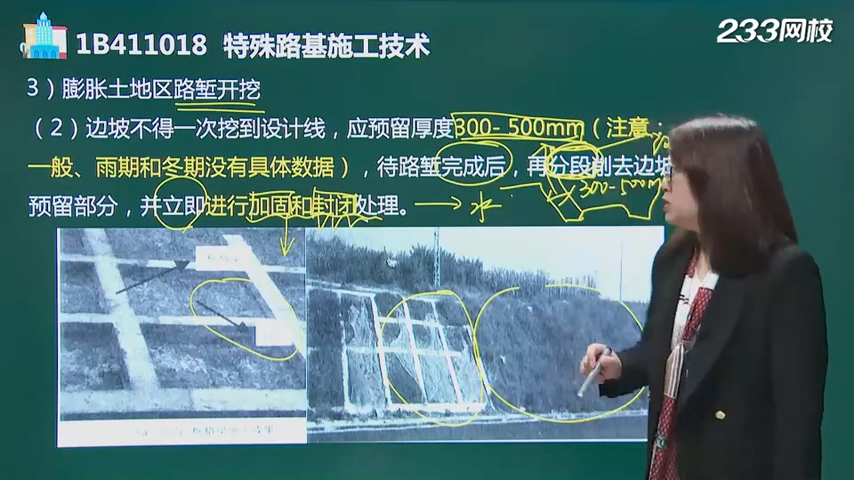 1B411018 特殊路基施工技术
233网校
3）膨胀土地区路堑开挖
（2）边坡不得一次挖到设计线，应预留厚度300- 500mm（注意：
一般、雨期和冬期没有具体数据），待路堑完成后，再分段削去边坡
300-500m
预留部分，并立即进行加固和封闭处理。
水